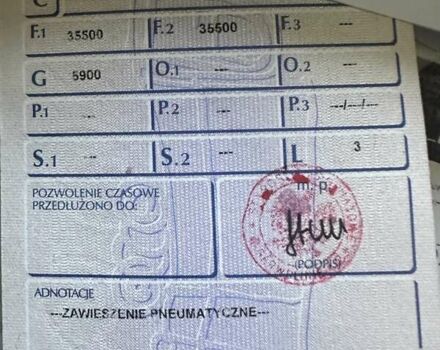 C
F.1 35500 F.2 35500 F.3 ---
G 5900 O.1 --- O.2 ---
P.1 --- P.2 --- P.3 ---/---/---
S.1 --- S.2 --- L 3
POZWOLENIE CZASOWE
PRZEDŁUŻONO DO:
m. p.
(PODPIS)
ADNOTACJE
---ZAWIESZENIE PNEUMATYCZNE---